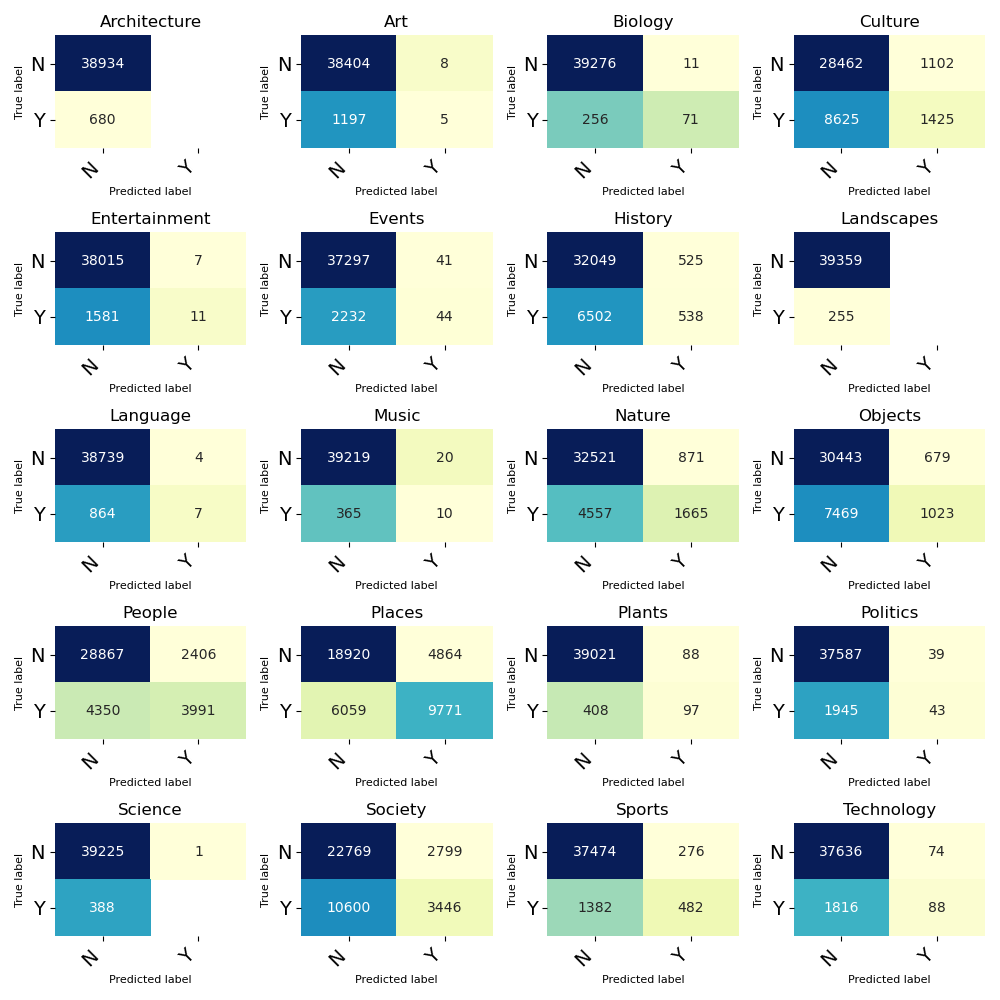 Architecture Art Biology Culture
True label N 38934 True label N 38404 8 True label N 39276 11 True label N 28462 1102
Y 680 Y 1197 5 Y 256 71 Y 8625 1425
N Y N Y N Y N Y
Predicted label Predicted label Predicted label Predicted label
Entertainment Events History Landscapes
True label N 38015 7 True label N 37297 41 True label N 32049 525 True label N 39359
Y 1581 11 Y 2232 44 Y 6502 538 Y 255
N Y N Y N Y N Y
Predicted label Predicted label Predicted label Predicted label
Language Music Nature Objects
True label N 38739 4 True label N 39219 20 True label N 32521 871 True label N 30443 679
Y 864 7 Y 365 10 Y 4557 1665 Y 7469 1023
N Y N Y N Y N Y
Predicted label Predicted label Predicted label Predicted label
People Places Plants Politics
True label N 28867 2406 True label N 18920 4864 True label N 39021 88 True label N 37587 39
Y 4350 3991 Y 6059 9771 Y 408 97 Y 1945 43
N Y N Y N Y N Y
Predicted label Predicted label Predicted label Predicted label
Science Society Sports Technology
True label N 39225 1 True label N 22769 2799 True label N 37474 276 True label N 37636 74
Y 388 Y 10600 3446 Y 1382 482 Y 1816 88
N Y N Y N Y N Y
Predicted label Predicted label Predicted label Predicted label